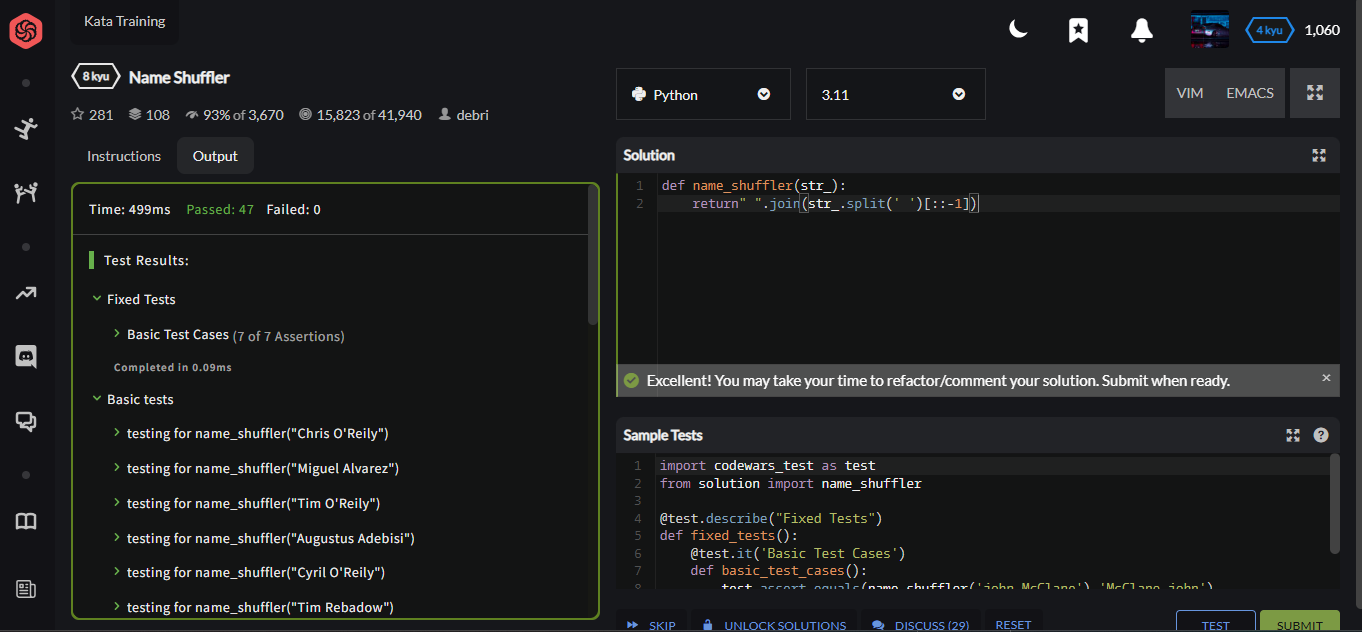 Kata Training
4 kyu 1,060
8 kyu Name Shuffler
281 108 93% of 3,670 15,823 of 41,940 debri
Instructions Output
Time: 499ms Passed: 47 Failed: 0
Test Results:
Fixed Tests
Basic Test Cases (7 of 7 Assertions)
Completed in 0.09ms
Basic tests
testing for name_shuffler("Chris O'Reily")
testing for name_shuffler("Miguel Alvarez")
testing for name_shuffler("Tim O'Reily")
testing for name_shuffler("Augustus Adebisi")
testing for name_shuffler("Cyril O'Reily")
testing for name_shuffler("Tim Rebadow")
Python 3.11 VIM EMACS
Solution
1 def name_shuffler(str_):
2 return" ".join(str_.split(' ')[::-1])
Excellent! You may take your time to refactor/comment your solution. Submit when ready. ×
Sample Tests ?
1 import codewars_test as test
2 from solution import name_shuffler
3
4 @test.describe("Fixed Tests")
5 def fixed_tests():
6 @test.it('Basic Test Cases')
7 def basic_test_cases():
8 test.assert_equals(name_shuffler('john McClane'),'McClane john')
SKIP UNLOCK SOLUTIONS DISCUSS (29) RESET TEST SUBMIT